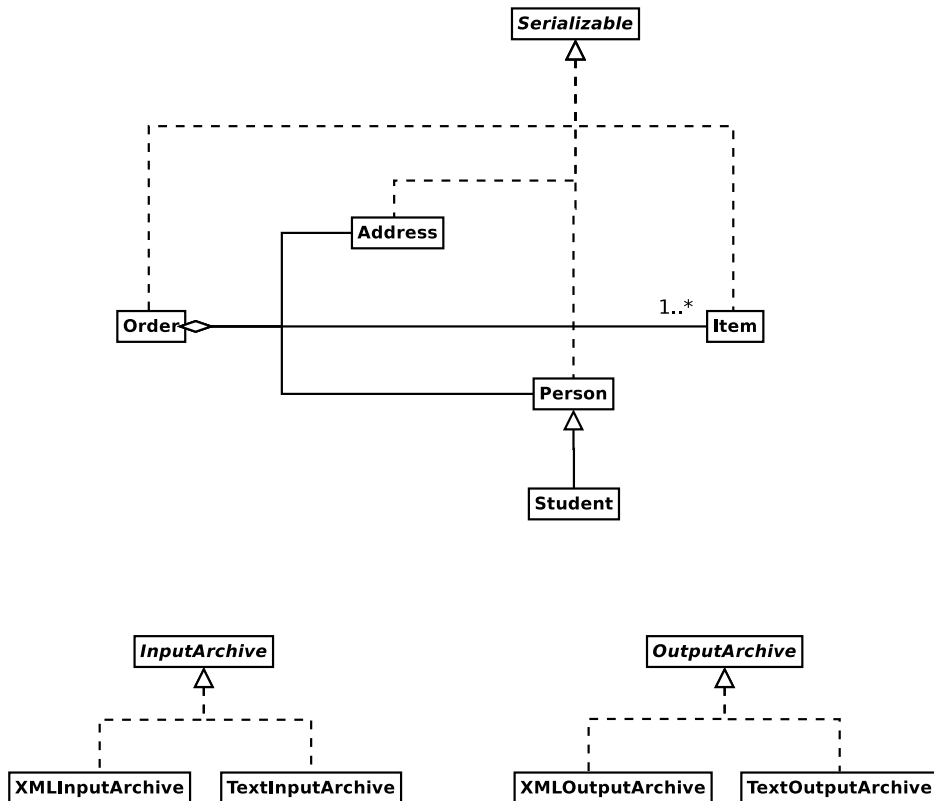 Serializable
Address
1..*
Order
Item
Person
Student
InputArchive
OutputArchive
XMLInputArchive
TextInputArchive
XMLOutputArchive
TextOutputArchive